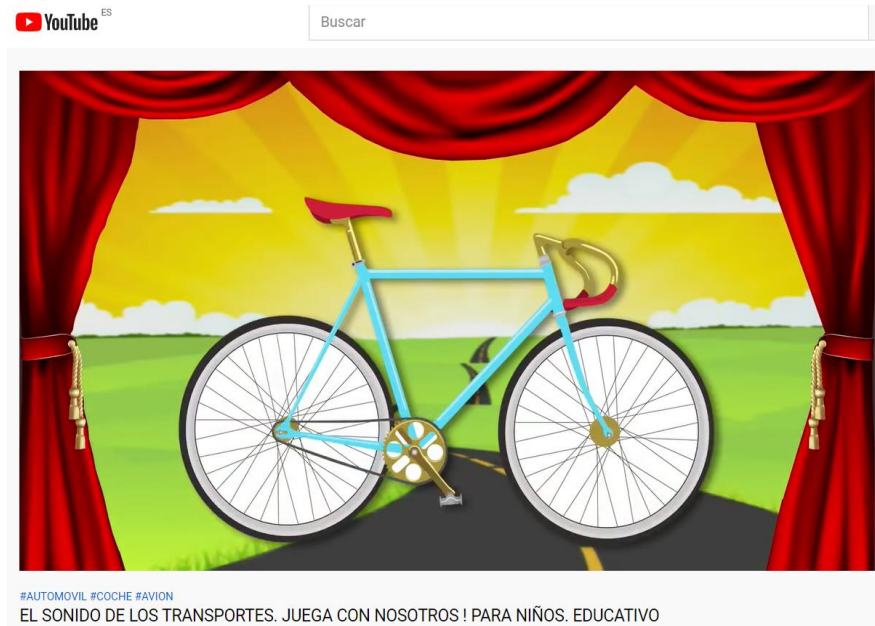 YouTube ES
Buscar
#AUTOMOVIL #COCHE #AVION
EL SONIDO DE LOS TRANSPORTES. JUEGA CON NOSOTROS ! PARA NIÑOS. EDUCATIVO